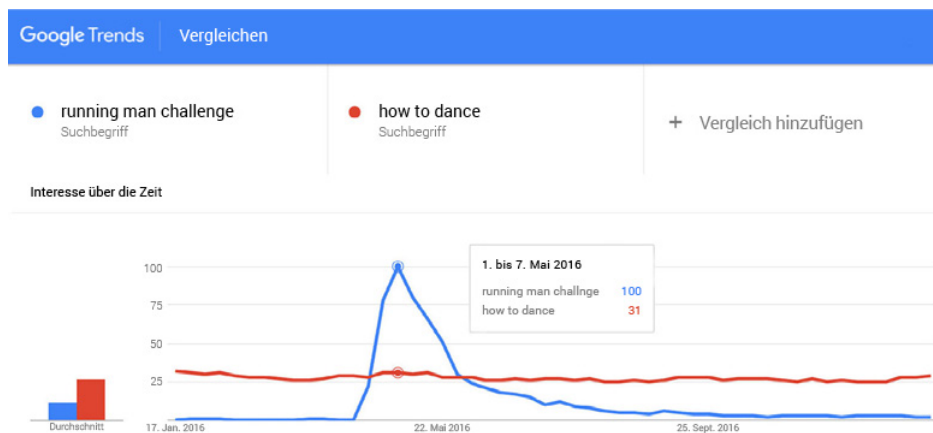 Google Trends Vergleichen
running man challenge
Suchbegriff
how to dance
Suchbegriff
+ Vergleich hinzufügen
Interesse über die Zeit
1. bis 7. Mai 2016
running man challnge 100
how to dance 31
100
75
50
25
Durchschnitt
17. Jan. 2016
22. Mai 2016
25. Sept. 2016